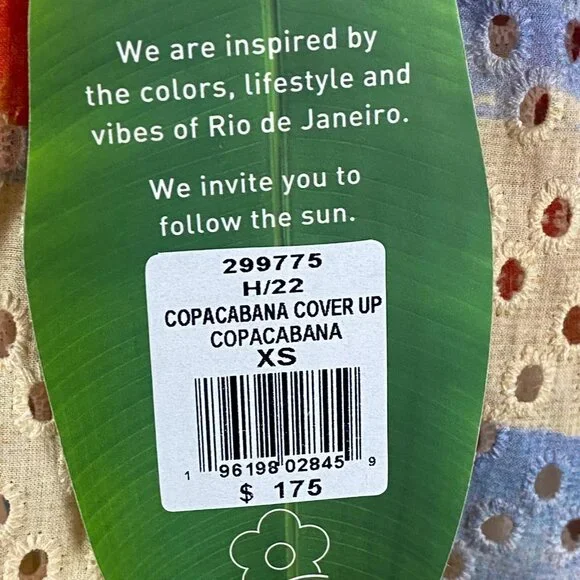 We are inspired by
the colors, lifestyle and
vibes of Rio de Janeiro.
We invite you to
follow the sun.
299775
H/22
COPACABANA COVER UP
COPACABANA
XS
1 96198 02845 9
$ 175